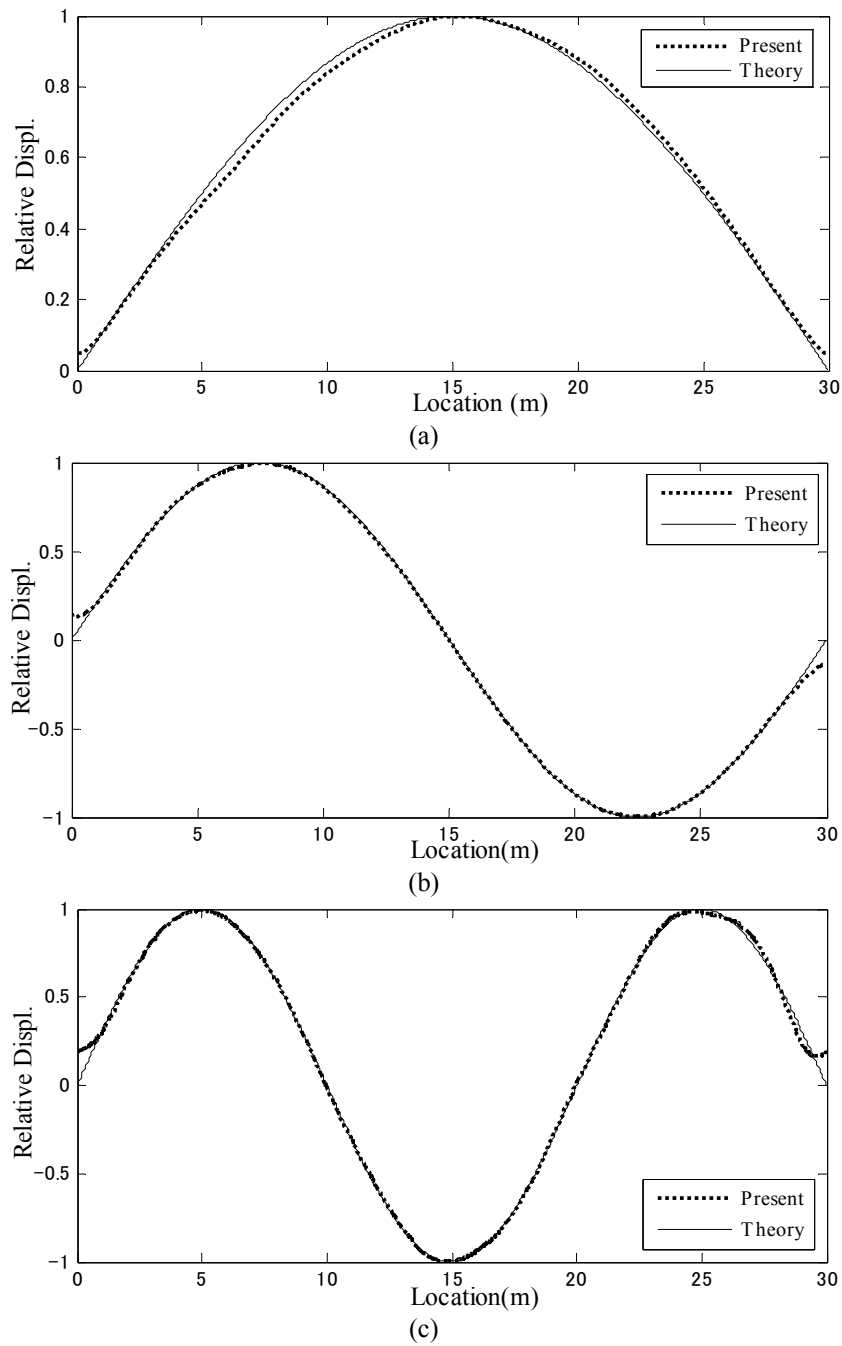 1
0.8
0.6
0.4
0.2
0
Relative Displ.
Present
Theory
0 5 10 15 20 25 30
Location (m)
(a)
1
0.5
0
−0.5
−1
Relative Displ.
Present
Theory
0 5 10 15 20 25 30
Location(m)
(b)
1
0.5
0
−0.5
−1
Relative Displ.
Present
Theory
0 5 10 15 20 25 30
Location(m)
(c)